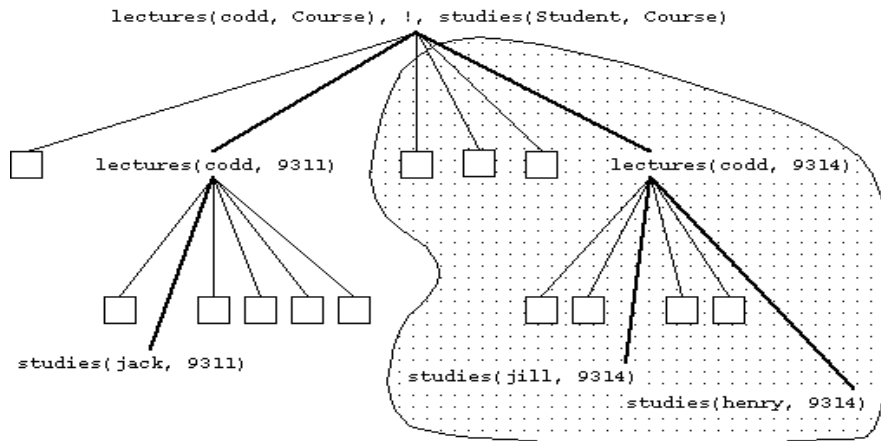 lectures(codd, Course), !, studies(Student, Course)
lectures(codd, 9311)
lectures(codd, 9314)
studies(jack, 9311)
studies(jill, 9314)
studies(henry, 9314)